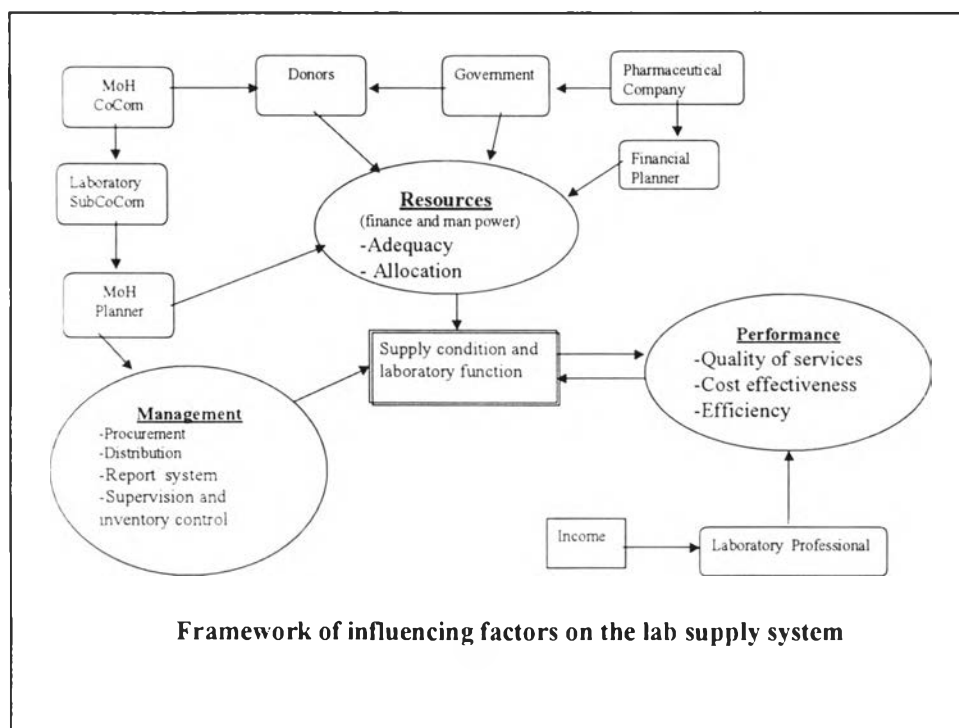 MoH
CoCom
Donors
Government
Pharmaceutical
Company
Laboratory
SubCoCom
Financial
Planner
Resources
(finance and man power)
-Adequacy
- Allocation
MoH
Planner
Supply condition and
laboratory function
Performance
-Quality of services
-Cost effectiveness
-Efficiency
Management
-Procurement
-Distribution
-Report system
-Supervision and
inventory control
Income
Laboratory Professional
Framework of influencing factors on the lab supply system